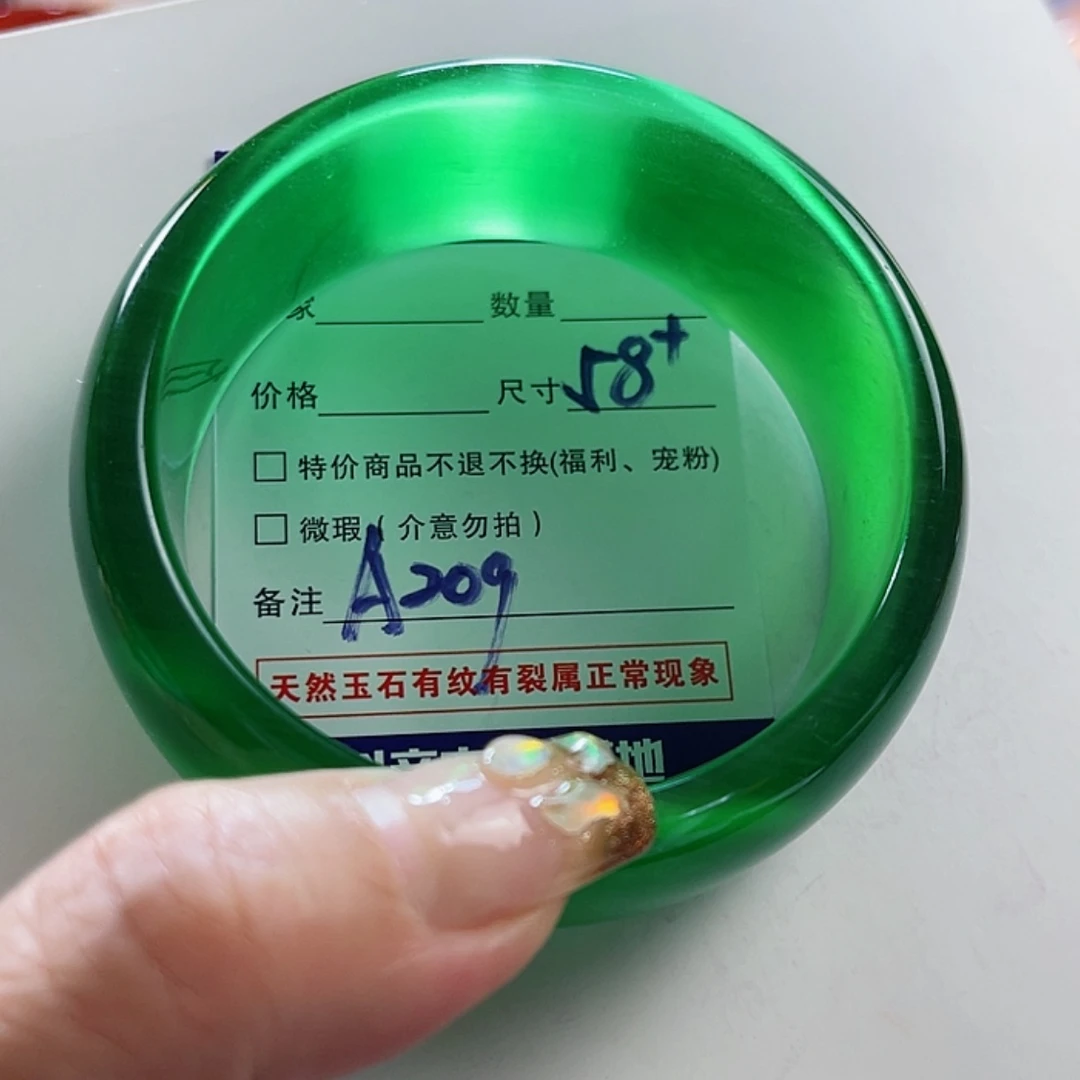 家 数量
价格 尺寸 58+
特价商品不退不换(福利、宠粉)
微瑕(介意勿拍)
备注 A209
天然玉石有纹有裂属正常现象
地